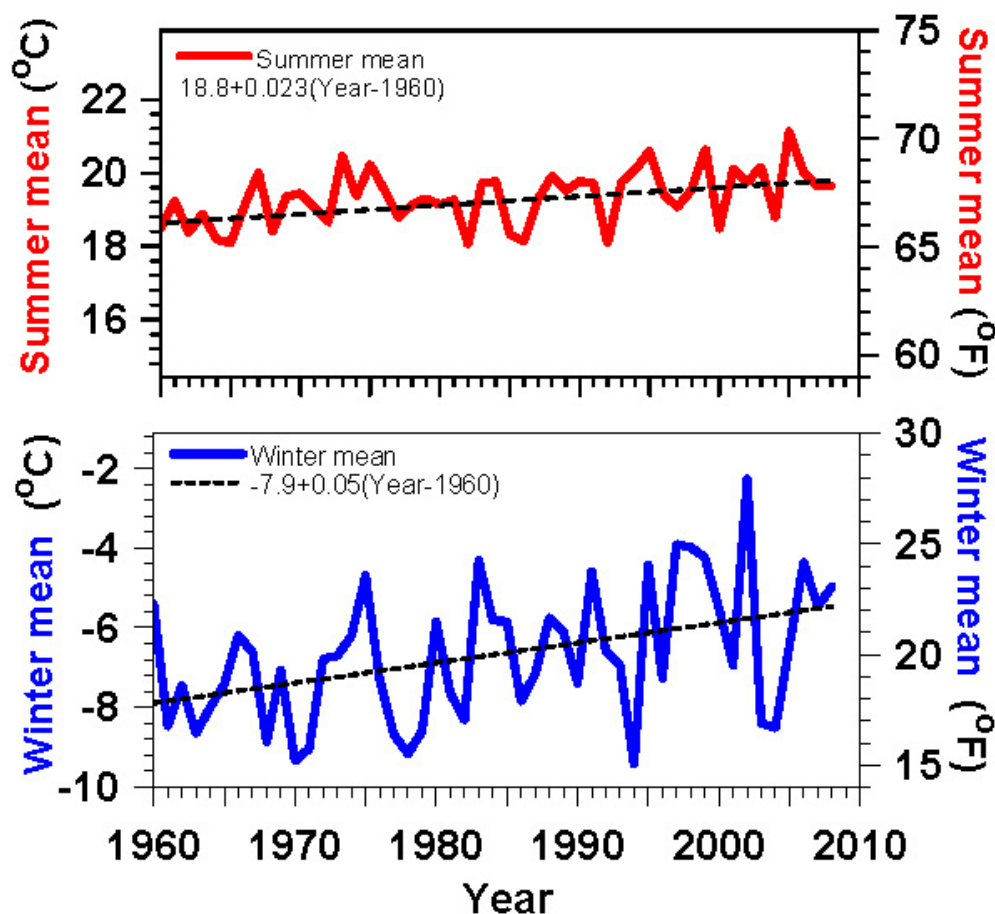 Summer mean (°C)
22
20
18
16
Summer mean
18.8+0.023(Year-1960)
75
70
65
60
Summer mean (°F)
Winter mean (°C)
-2
-4
-6
-8
-10
Winter mean
-7.9+0.05(Year-1960)
30
25
20
15
Winter mean (°F)
1960 1970 1980 1990 2000 2010
Year